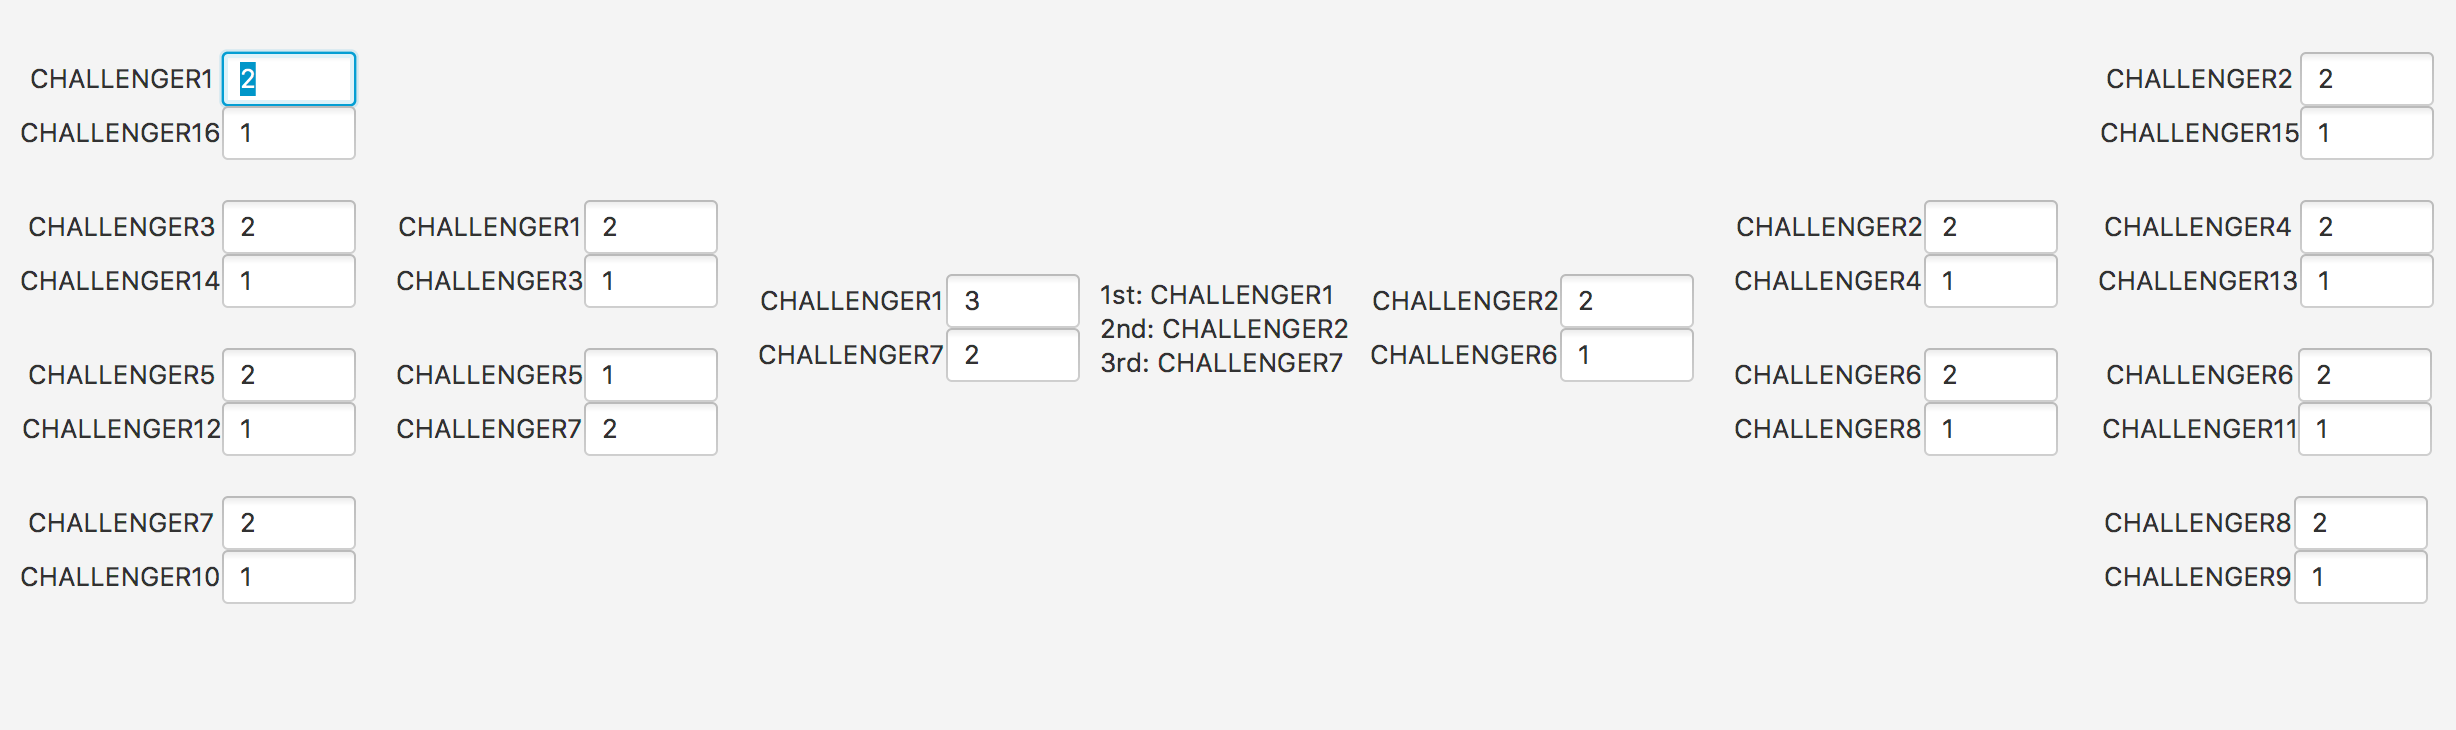 CHALLENGER1 2
CHALLENGER16 1
CHALLENGER3 2
CHALLENGER14 1
CHALLENGER5 2
CHALLENGER12 1
CHALLENGER7 2
CHALLENGER10 1
CHALLENGER1 2
CHALLENGER3 1
CHALLENGER5 1
CHALLENGER7 2
CHALLENGER1 3
CHALLENGER7 2
1st: CHALLENGER1
2nd: CHALLENGER2
3rd: CHALLENGER7
CHALLENGER2 2
CHALLENGER6 1
CHALLENGER2 2
CHALLENGER4 1
CHALLENGER6 2
CHALLENGER8 1
CHALLENGER2 2
CHALLENGER15 1
CHALLENGER4 2
CHALLENGER13 1
CHALLENGER6 2
CHALLENGER11 1
CHALLENGER8 2
CHALLENGER9 1